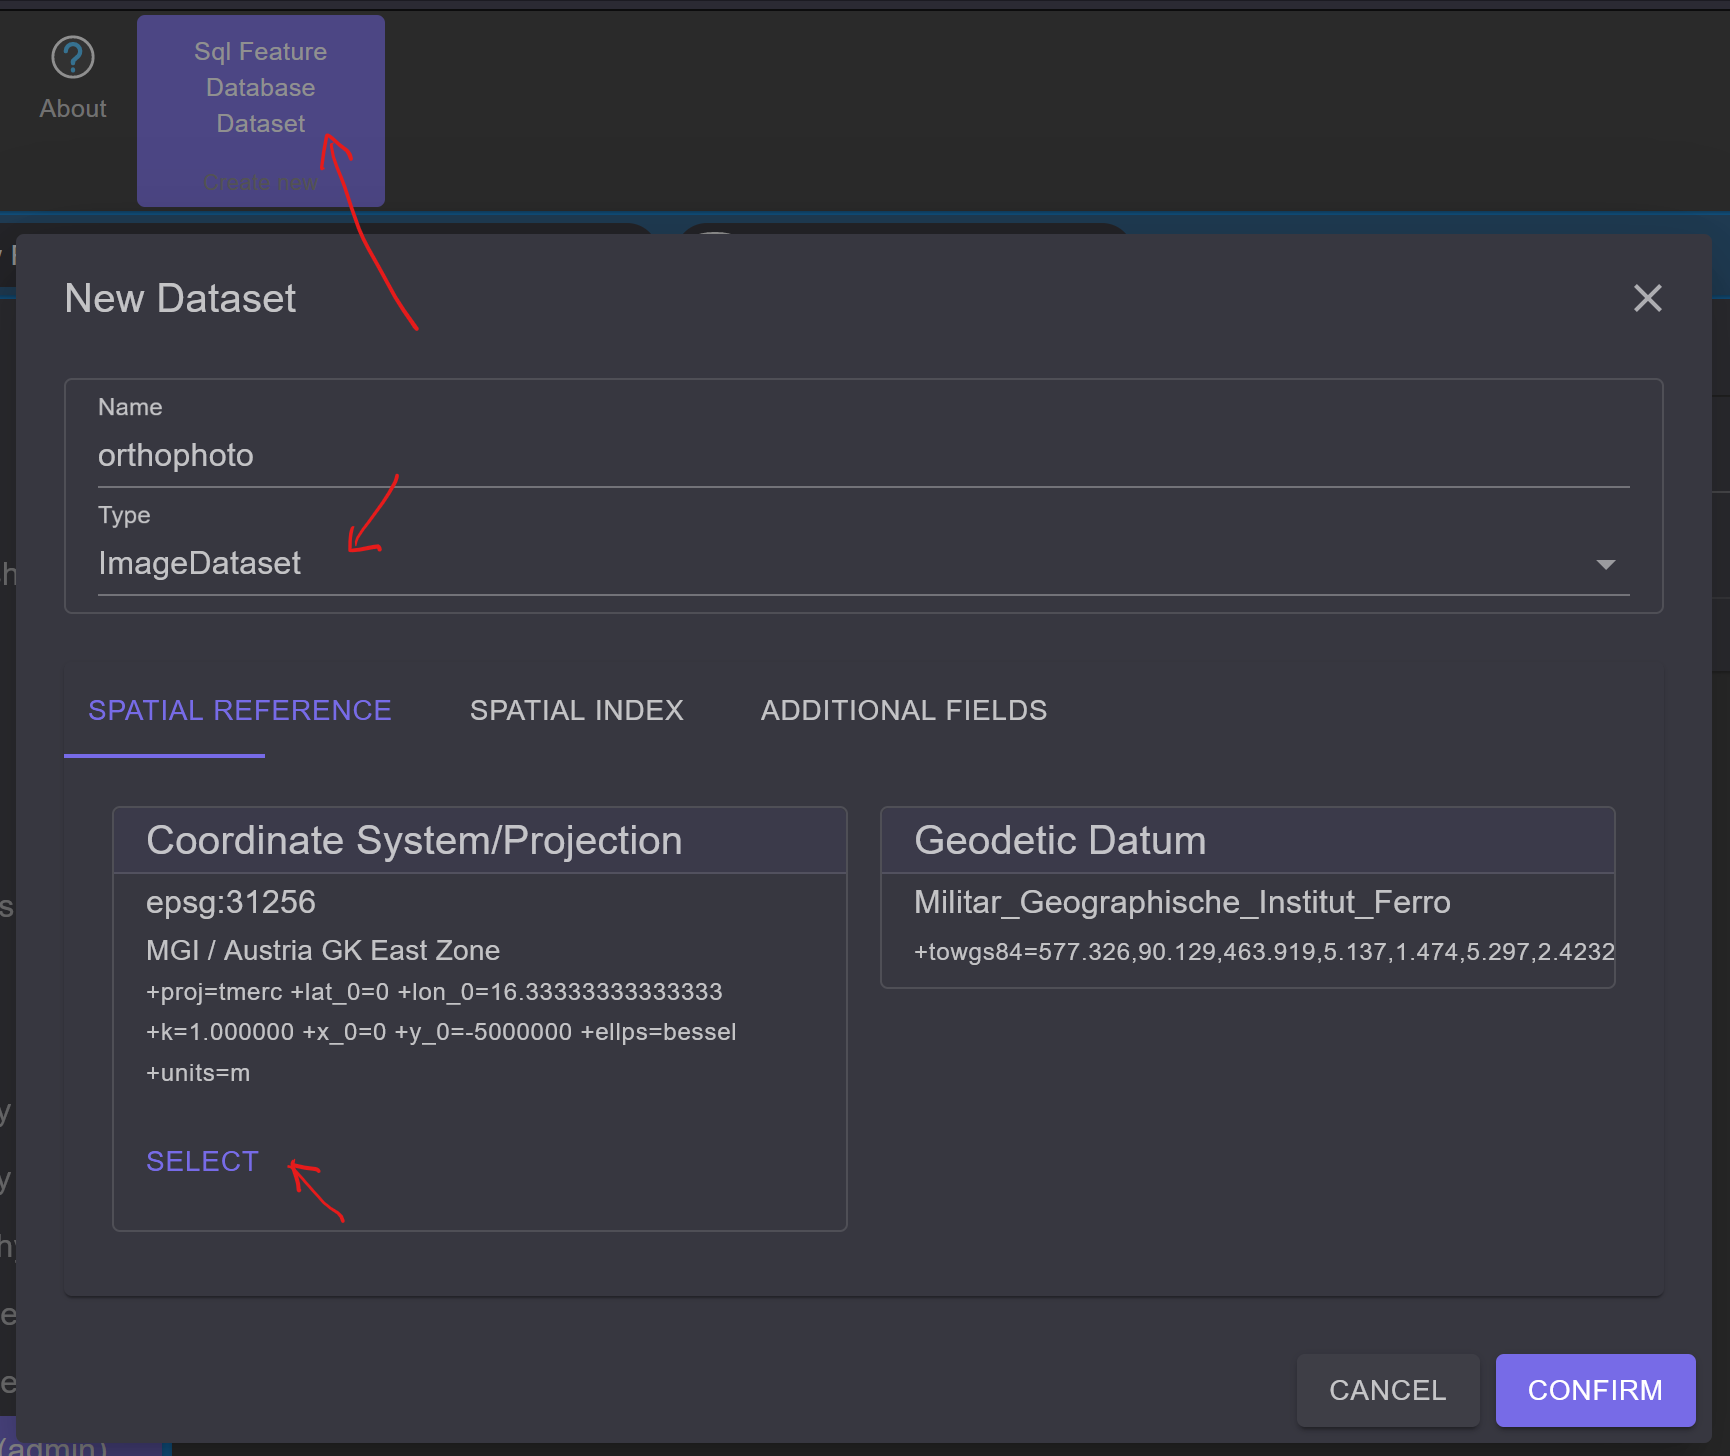 About
Sql Feature
Database
Dataset
Create new
New Dataset
Name
orthophoto
Type
ImageDataset
SPATIAL REFERENCE
SPATIAL INDEX
ADDITIONAL FIELDS
Coordinate System/Projection
epsg:31256
MGI / Austria GK East Zone
+proj=tmerc +lat_0=0 +lon_0=16.33333333333333
+k=1.000000 +x_0=0 +y_0=-5000000 +ellps=bessel
+units=m
SELECT
Geodetic Datum
Militar_Geographische_Institut_Ferro
+towgs84=577.326,90.129,463.919,5.137,1.474,5.297,2.4232
CANCEL
CONFIRM
(admin)